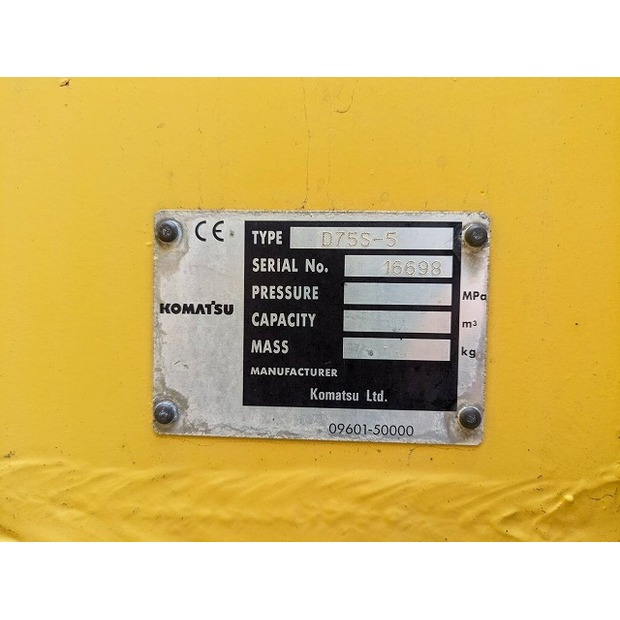 CE
KOMATSU
TYPE D75S-5
SERIAL No. 16698
PRESSURE MPa
CAPACITY m³
MASS kg
MANUFACTURER
Komatsu Ltd.
09601-50000